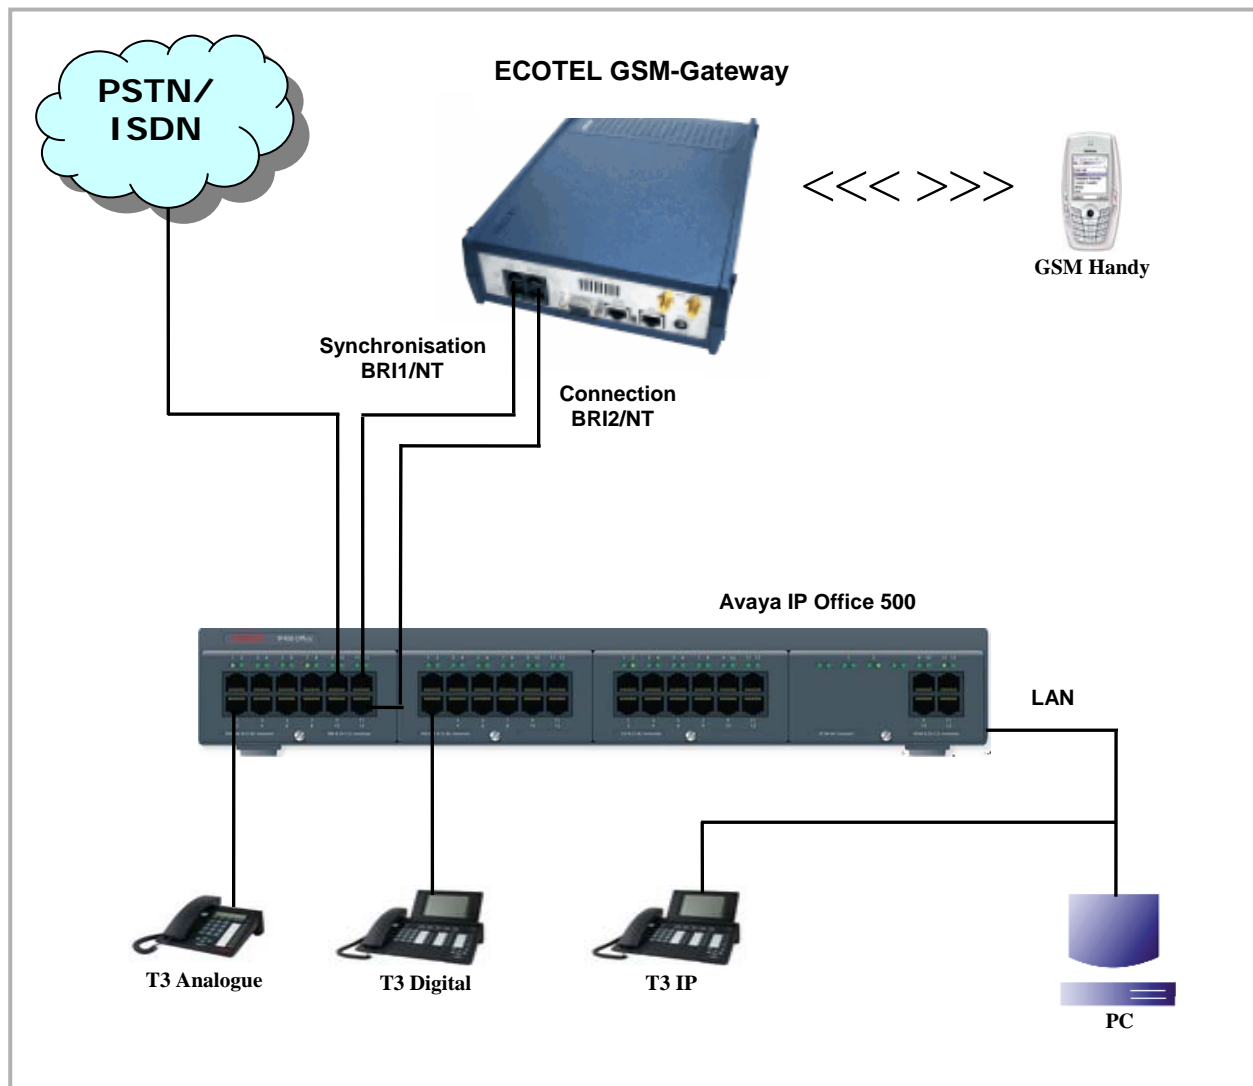 ECOTEL GSM-Gateway
PSTN/
ISDN
<<< >>>
GSM Handy
Synchronisation
BRI1/NT
Connection
BRI2/NT
Avaya IP Office 500
LAN
T3 Analogue
T3 Digital
T3 IP
PC